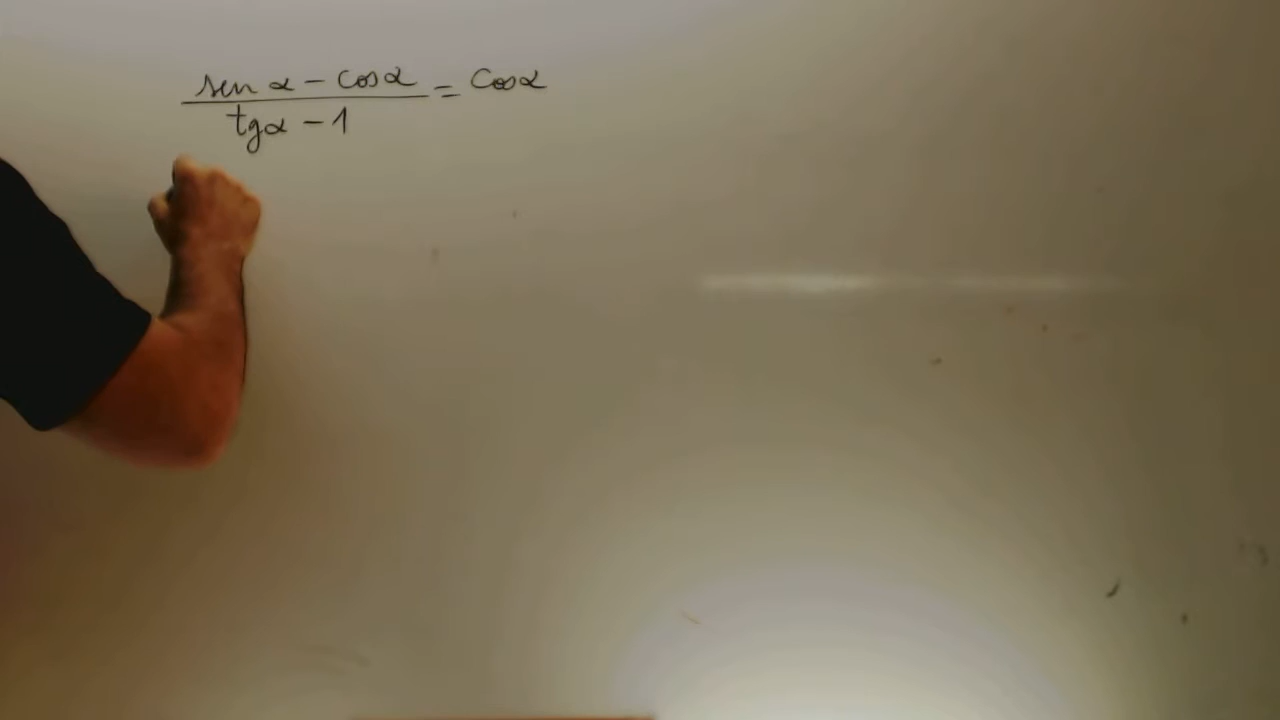 sen α - cos α = cos α
tg α - 1